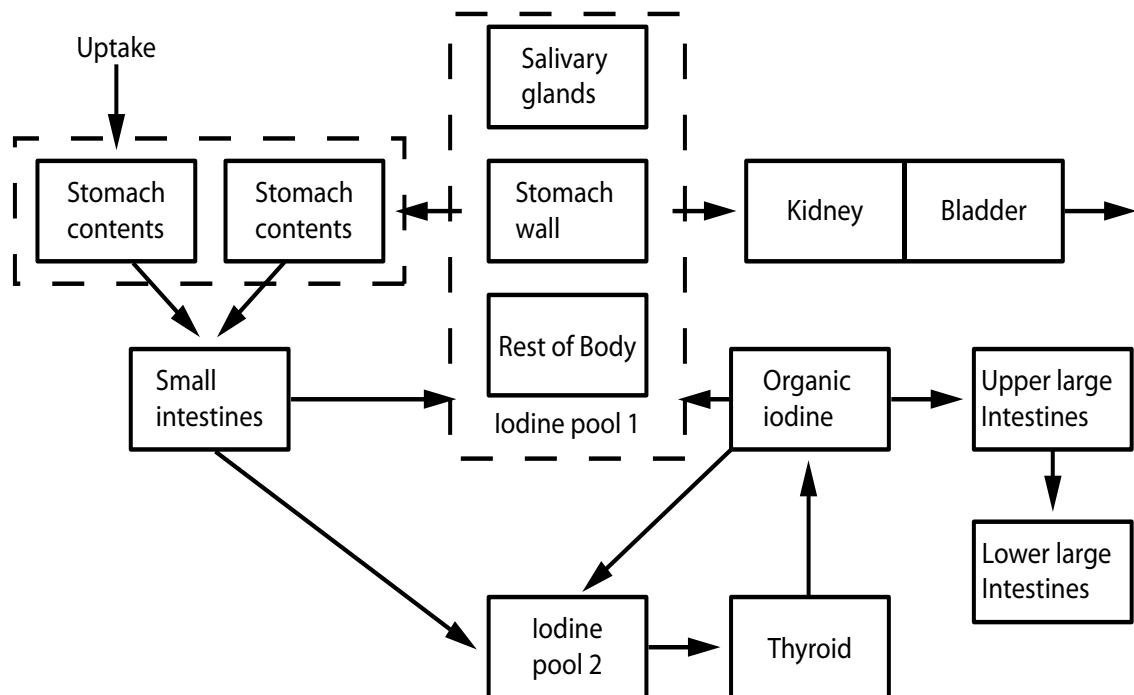 Uptake
Salivary
glands
Stomach
contents
Stomach
contents
Stomach
wall
Kidney
Bladder
Rest of Body
Iodine pool 1
Small
intestines
Organic
iodine
Upper large
Intestines
Lower large
Intestines
Iodine
pool 2
Thyroid